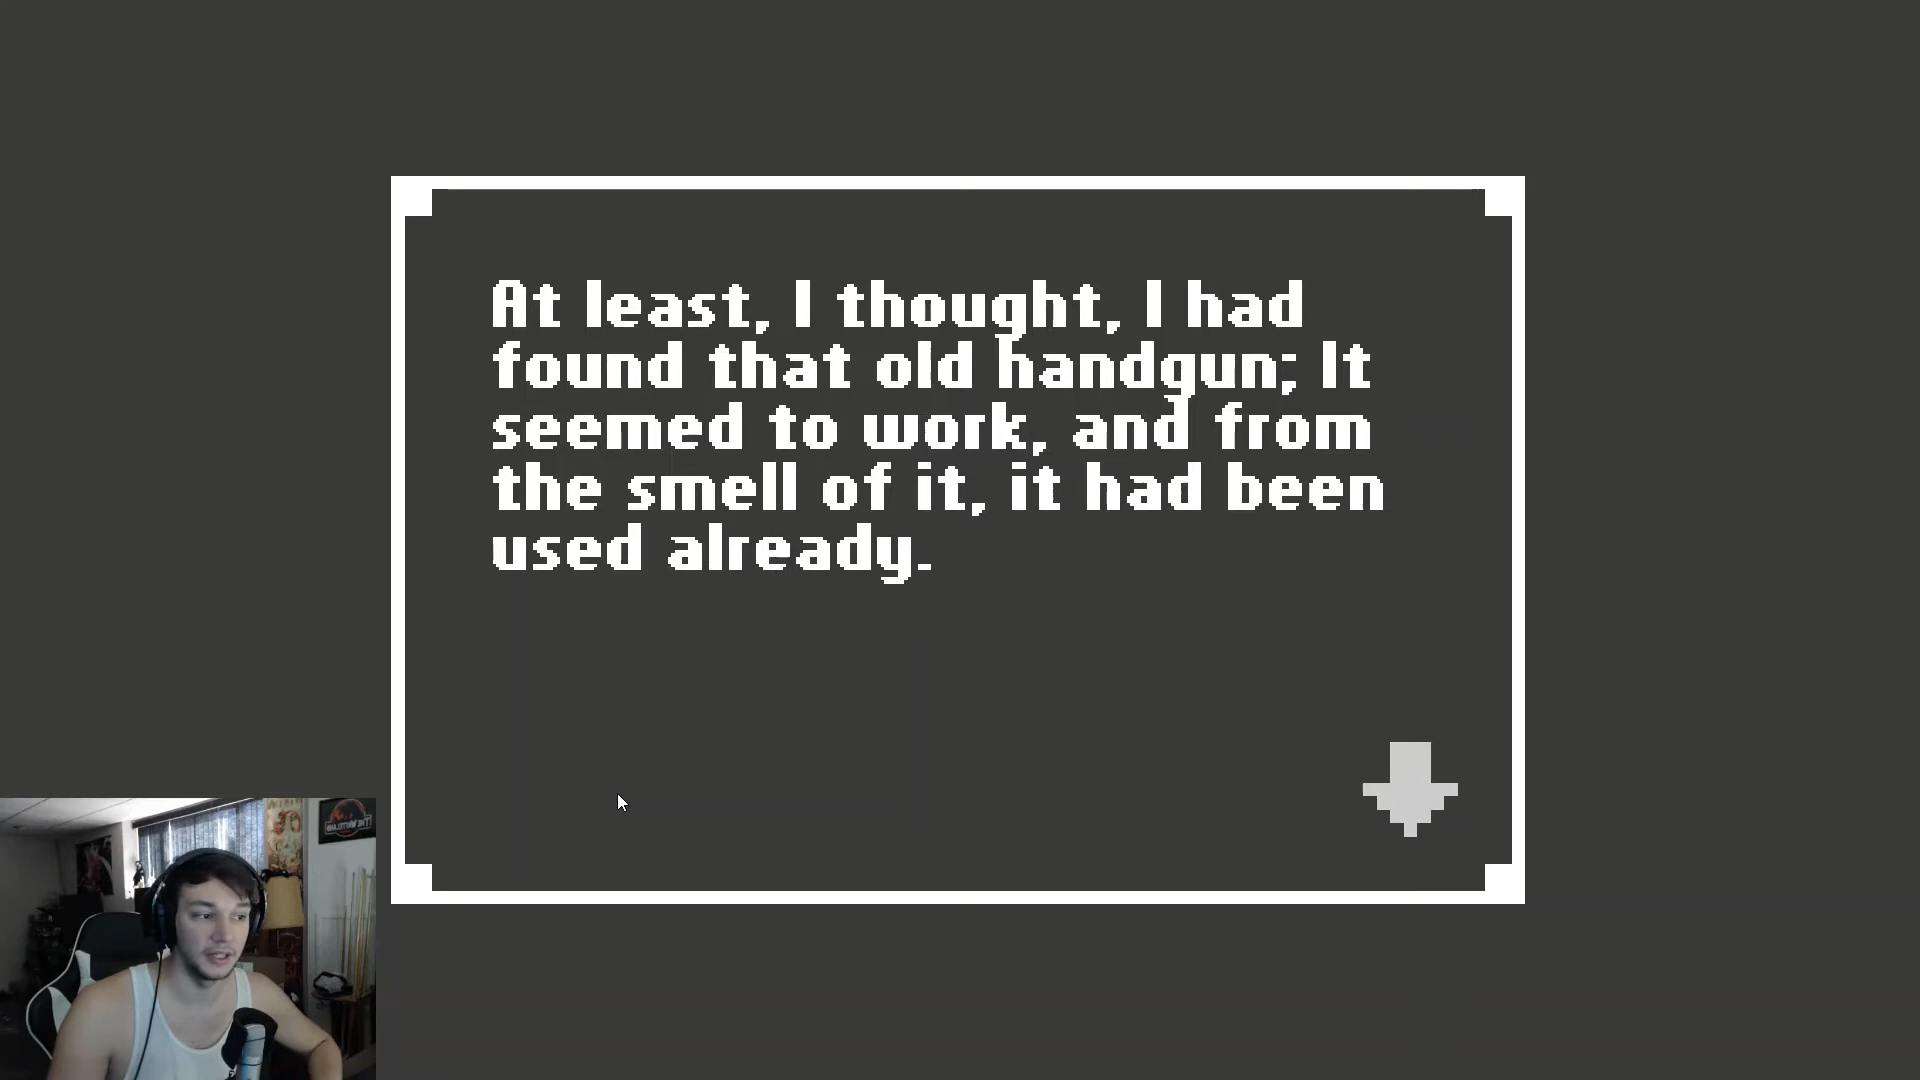 At least, I thought, I had
found that old handgun; It
seemed to work, and from
the smell of it, it had been
used already.